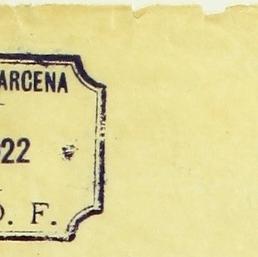 ARCENA
22
D. F.